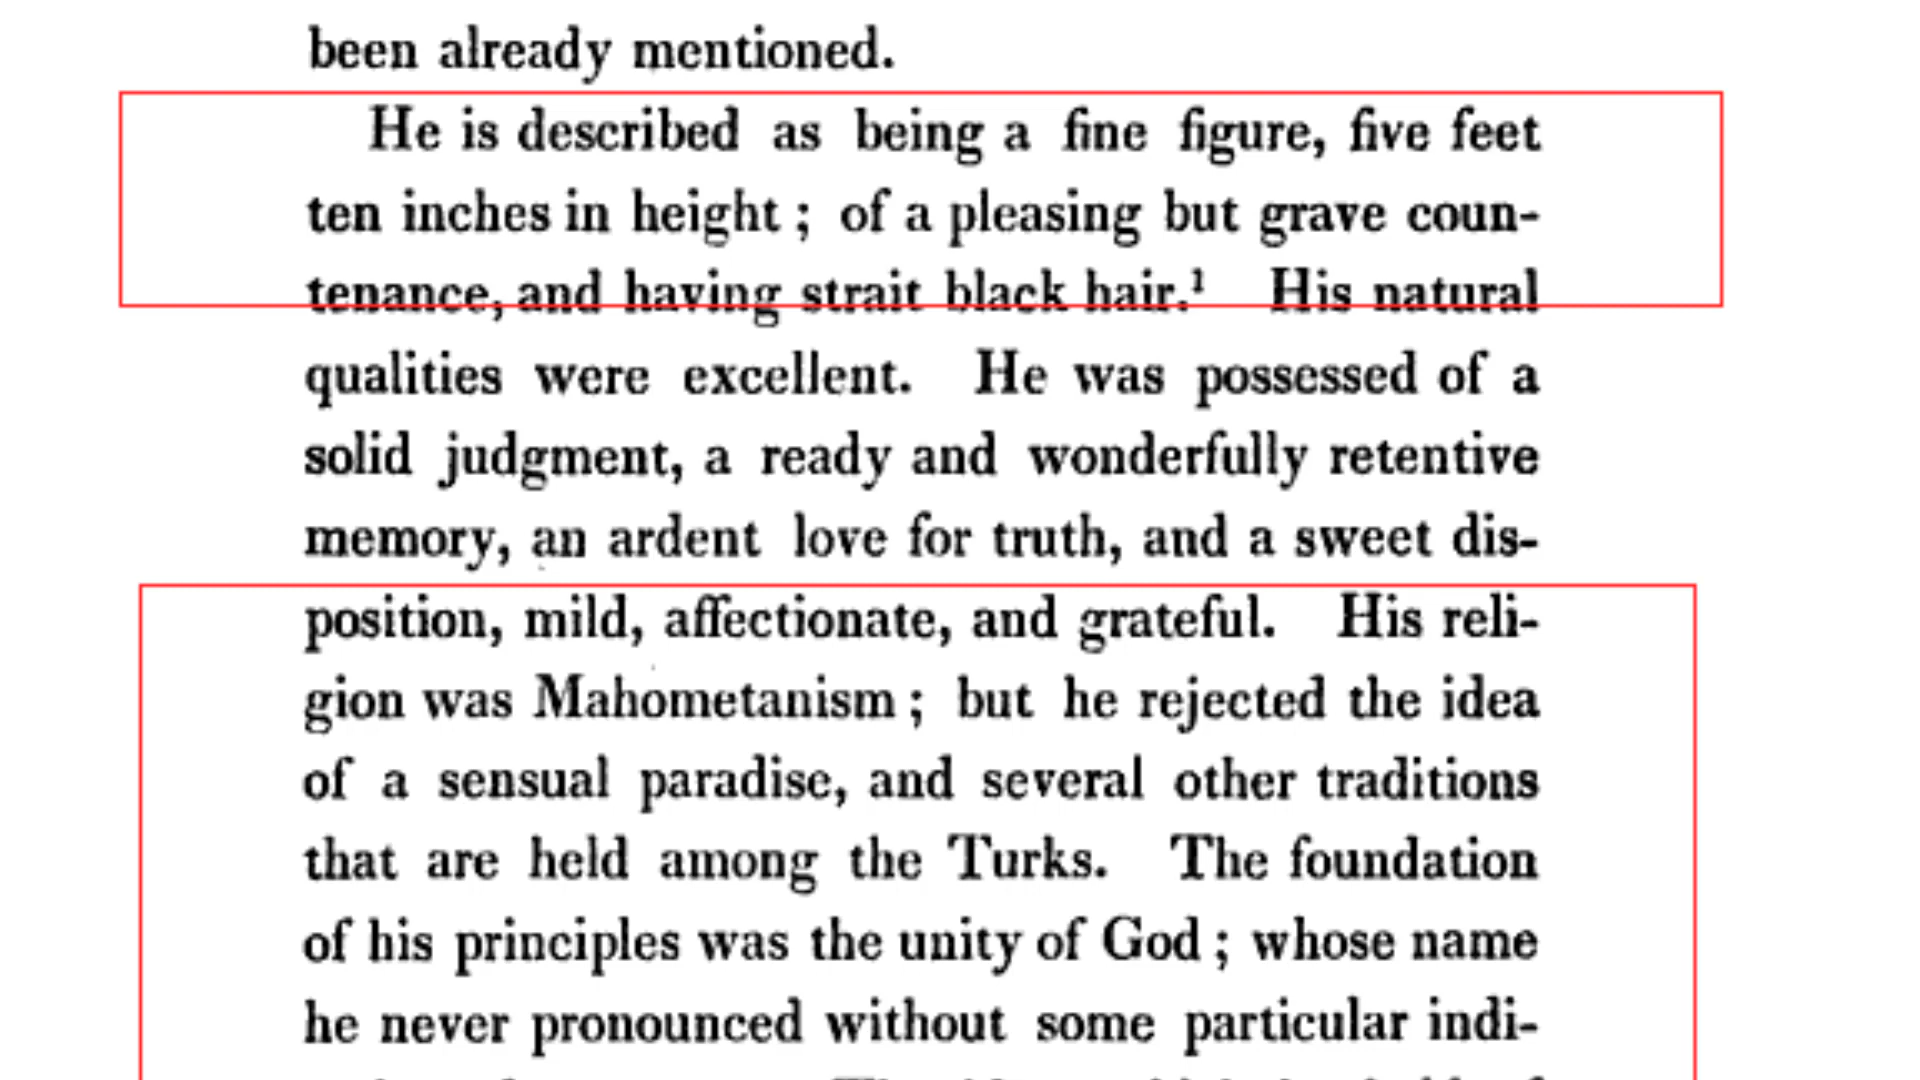 been already mentioned.
He is described as being a fine figure, five feet
ten inches in height ; of a pleasing but grave coun-
tenance, and having strait black hair.¹ His natural
qualities were excellent. He was possessed of a
solid judgment, a ready and wonderfully retentive
memory, an ardent love for truth, and a sweet dis-
position, mild, affectionate, and grateful. His reli-
gion was Mahometanism ; but he rejected the idea
of a sensual paradise, and several other traditions
that are held among the Turks. The foundation
of his principles was the unity of God ; whose name
he never pronounced without some particular indi-